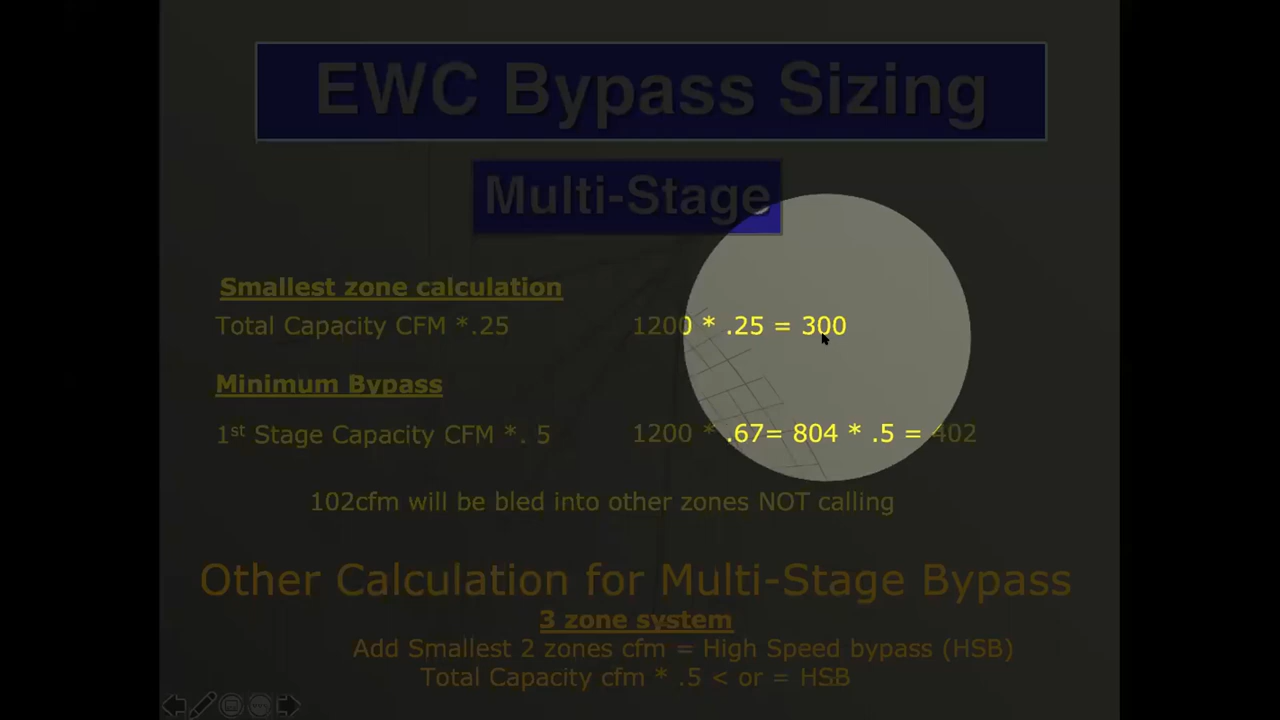 EWC Bypass Sizing
Multi-Stage
Smallest zone calculation
Total Capacity CFM *.25 1200 * .25 = 300
Minimum Bypass
1st Stage Capacity CFM *. 5 1200 * .67= 804 * .5 = 402
102cfm will be bled into other zones NOT calling
Other Calculation for Multi-Stage Bypass
3 zone system
Add Smallest 2 zones cfm = High Speed bypass (HSB)
Total Capacity cfm * .5 < or = HSB